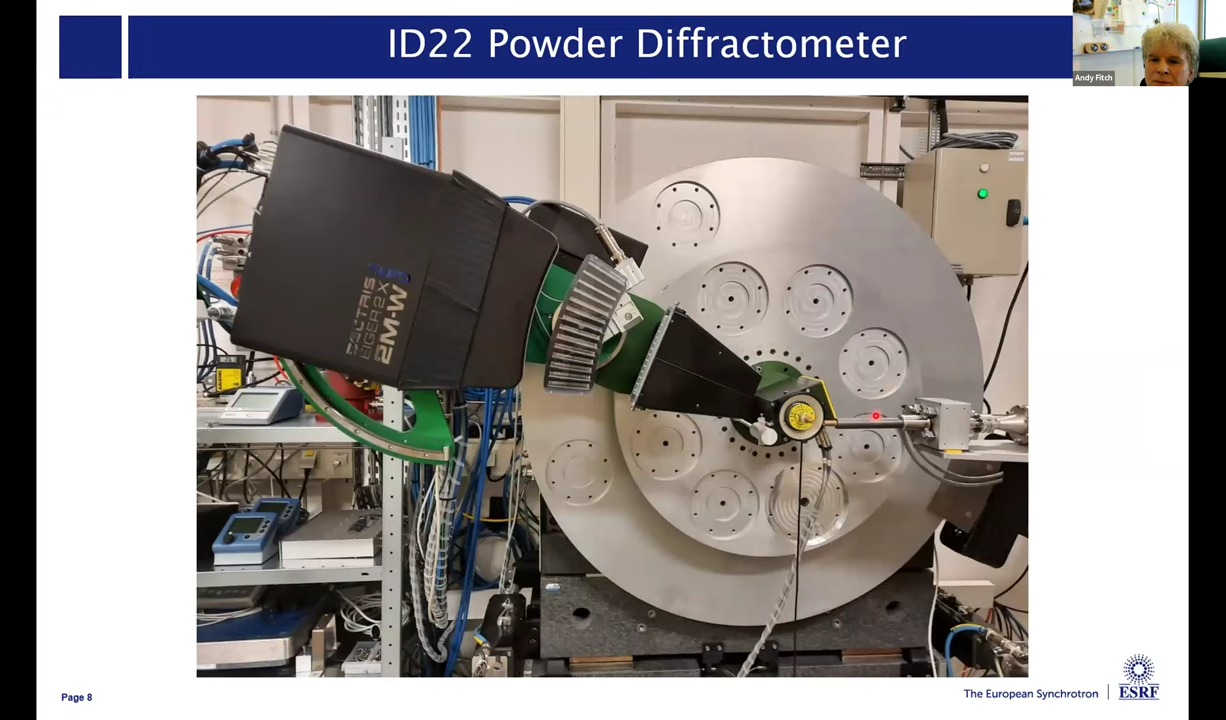 ID22 Powder Diffractometer
Andy Fitch
DECTRIS
EIGER2 X
2M-W
Page 8
The European Synchrotron
ESRF